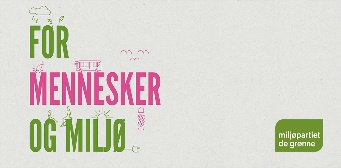 FOR
MENNESKER
OG MILJØ
miljøpartiet
de grønne